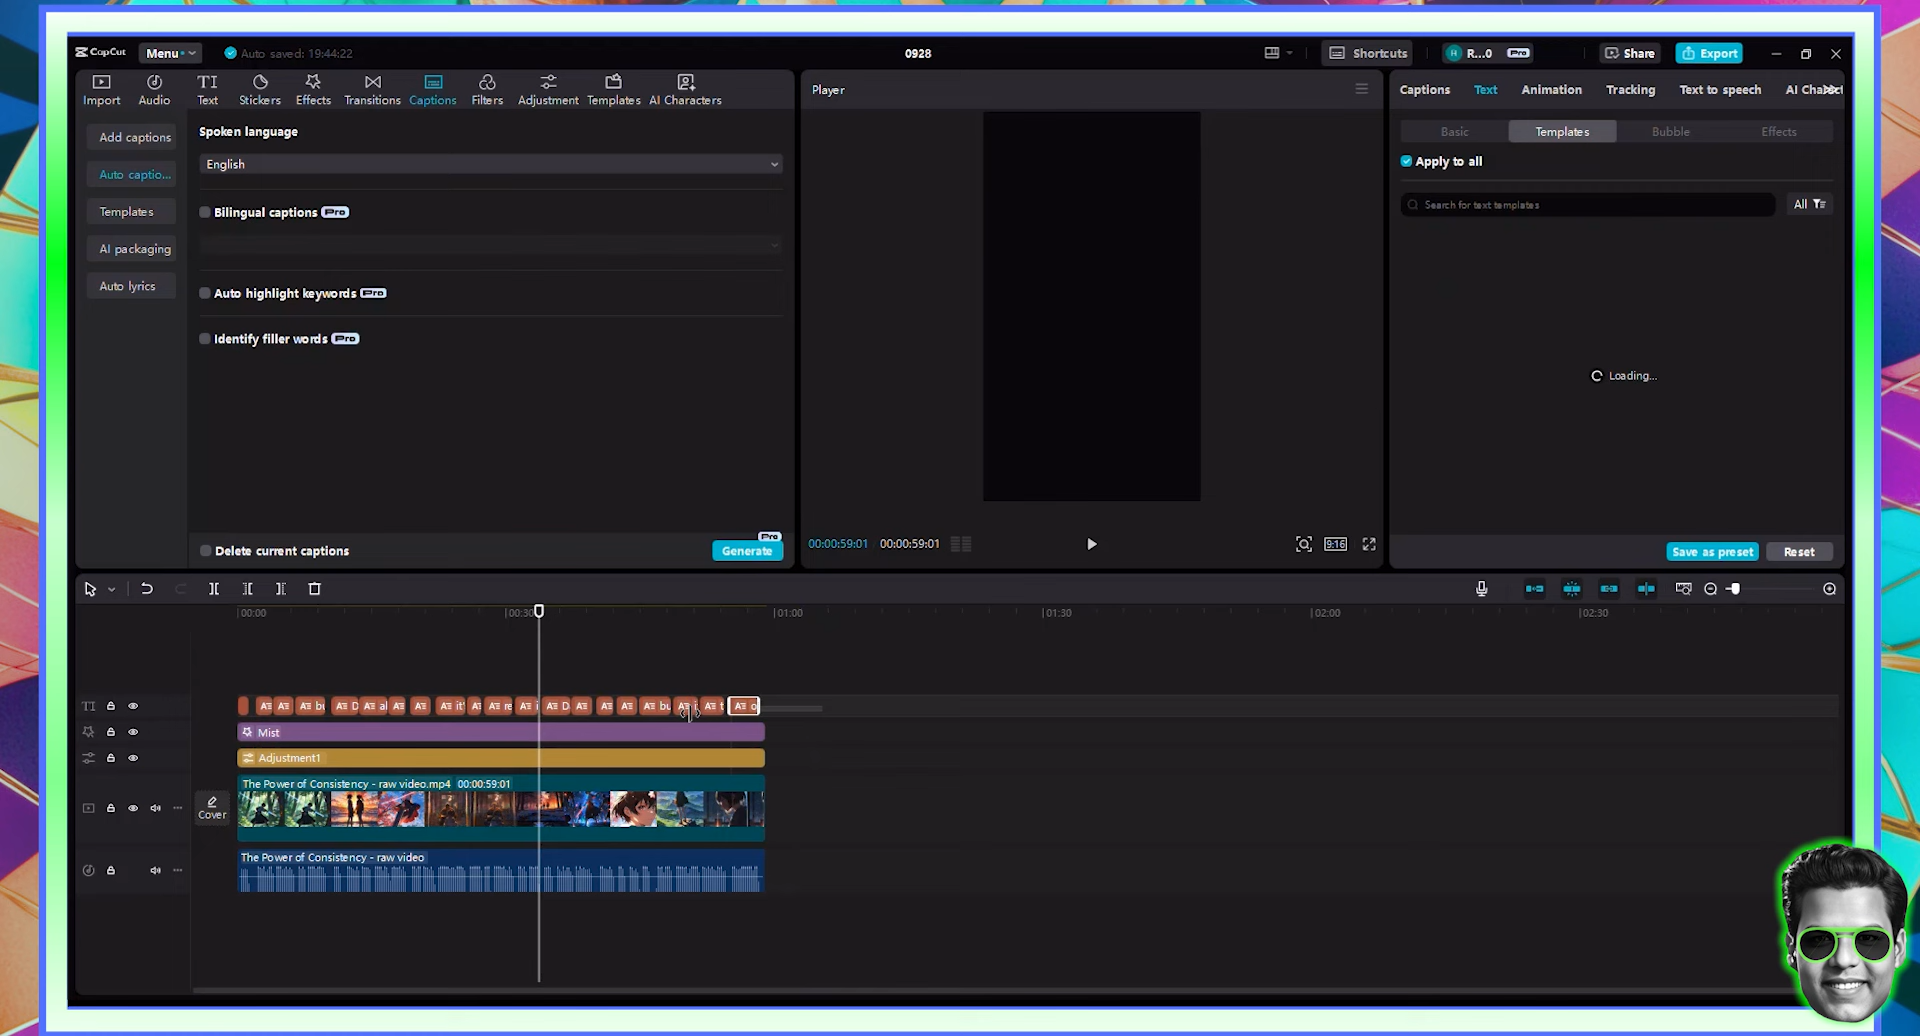 CapCut Menu Auto saved: 19:44:22 0928 Shortcuts R...0 Pro Share Export
Import Audio Text Stickers Effects Transitions Captions Filters Adjustment Templates AI Characters
Add captions
Auto captio...
Templates
AI packaging
Auto lyrics
Spoken language
English
Bilingual captions Pro
Auto highlight keywords Pro
Identify filler words Pro
Delete current captions
Pro
Generate
Player
00:00:59:01 00:00:59:01
9:16
Captions Text Animation Tracking Text to speech
Basic Templates Bubble Effects
Apply to all
Search for text templates All
Loading...
Save as preset Reset
00:00 00:30 01:00 01:30 02:00 02:30
TI
Mist
Adjustment1
The Power of Consistency - raw video.mp4 00:00:59:01
Cover
The Power of Consistency - raw video